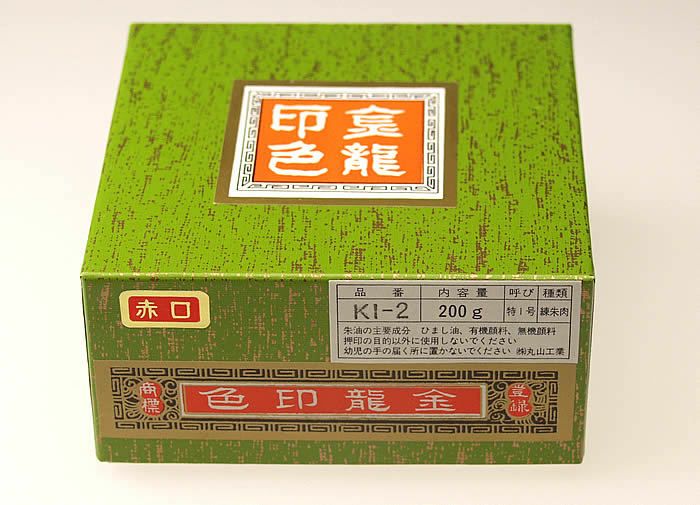 金龍
印色
赤口
品番 内容量 呼び 種類
KI-2 200g 特1号 練朱肉
朱油の主要成分 ひまし油、有機顔料、無機顔料
押印の目的以外に使用しないでください
幼児の手の届く所に置かないでください ㈱丸山工業
登録
金龍印色
商標